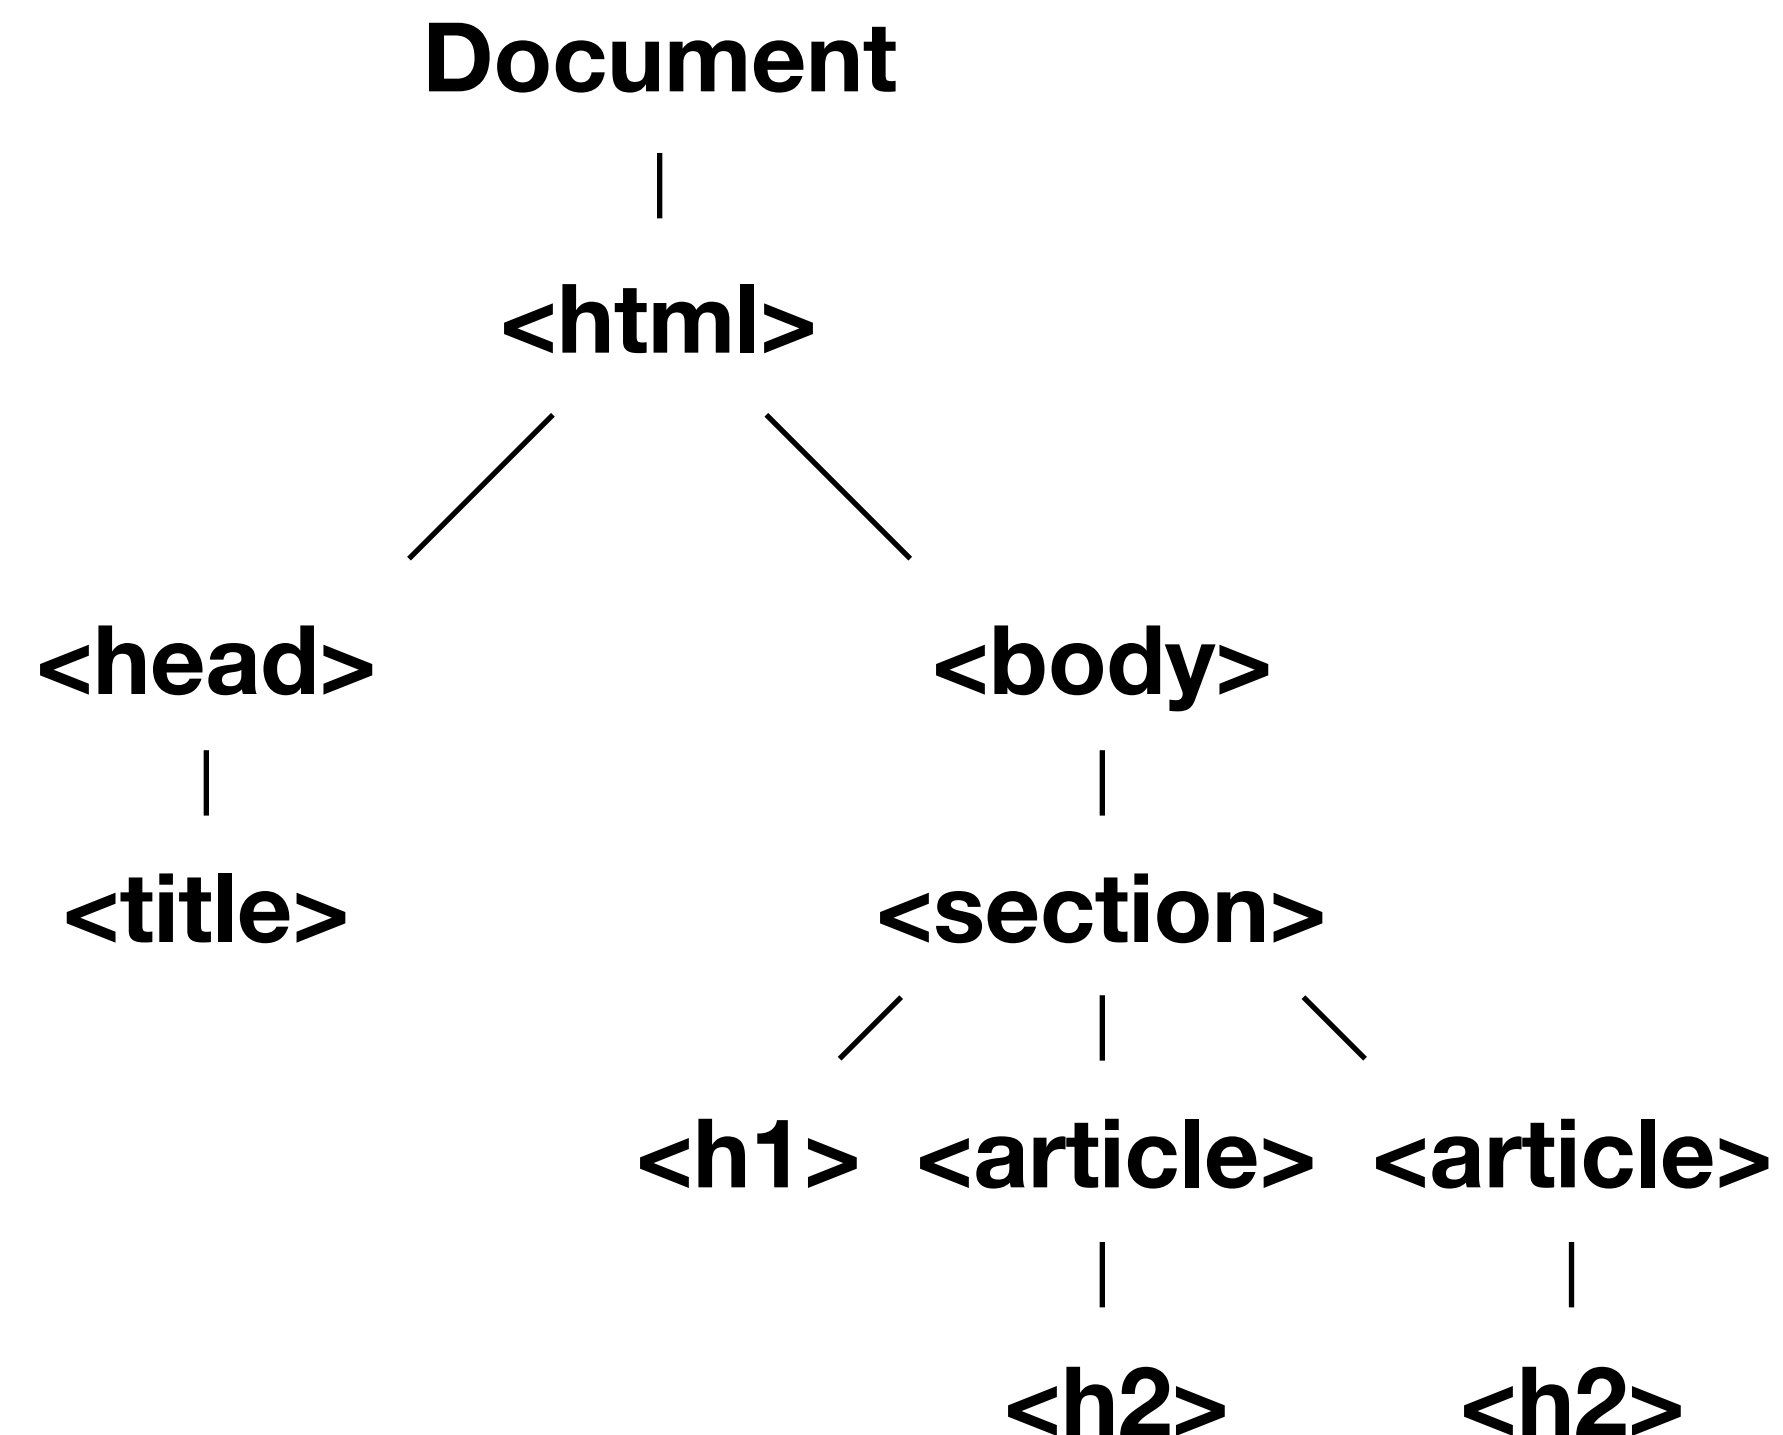 Document
<html>
<head> <body>
<title> <section>
<h1> <article> <article>
<h2> <h2>